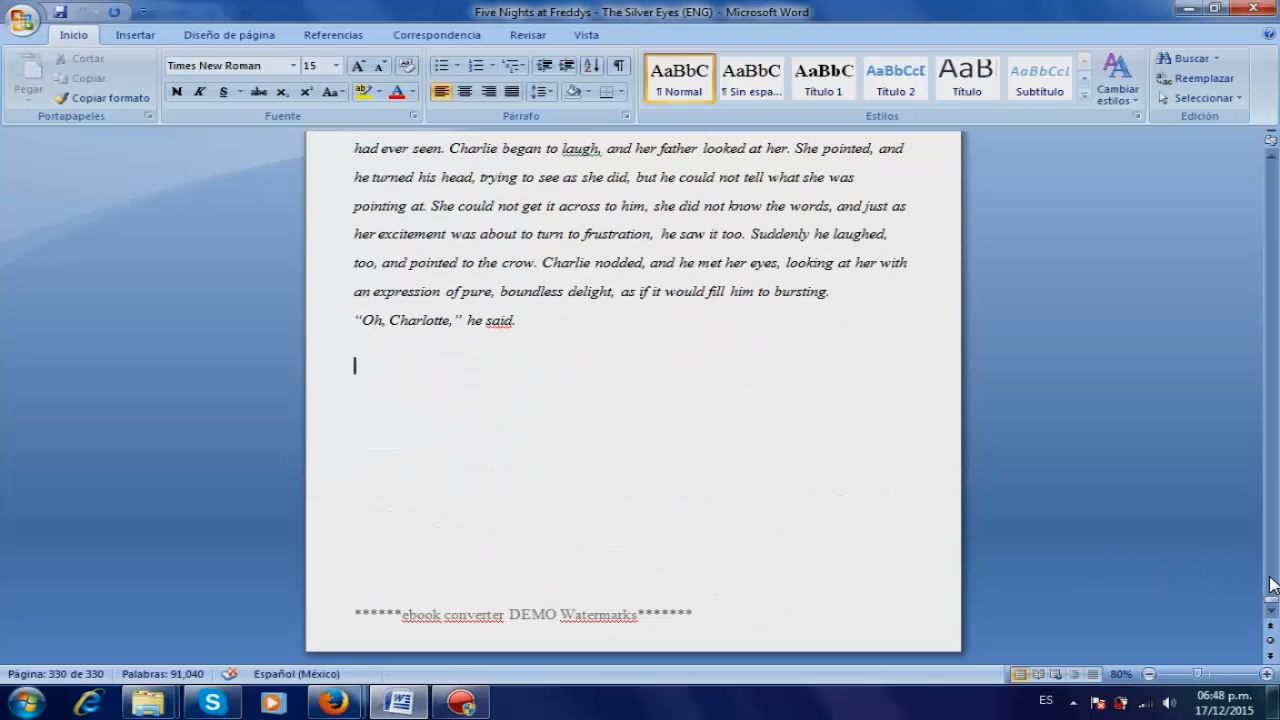 Five Nights at Freddys - The Silver Eyes (ENG) - Microsoft Word
Inicio Insertar Diseño de página Referencias Correspondencia Revisar Vista
Pegar
Cortar
Copiar
Copiar formato
Portapapeles
Times New Roman 15
N K S abc x₂ x² Aa
Fuente
Párrafo
AaBbC AaBbC AaBbC AaBbCcD AaB AaBbCcL
¶ Normal ¶ Sin espa... Título 1 Título 2 Título Subtítulo
Cambiar estilos
Estilos
Buscar
Reemplazar
Seleccionar
Edición
had ever seen. Charlie began to laugh, and her father looked at her. She pointed, and
he turned his head, trying to see as she did, but he could not tell what she was
pointing at. She could not get it across to him, she did not know the words, and just as
her excitement was about to turn to frustration, he saw it too. Suddenly he laughed,
too, and pointed to the crow. Charlie nodded, and he met her eyes, looking at her with
an expression of pure, boundless delight, as if it would fill him to bursting.
“Oh, Charlotte,” he said.
******ebook converter DEMO Watermarks*******
Página: 330 de 330 Palabras: 91,040 Español (México) 80%
ES 06:48 p.m.
17/12/2015